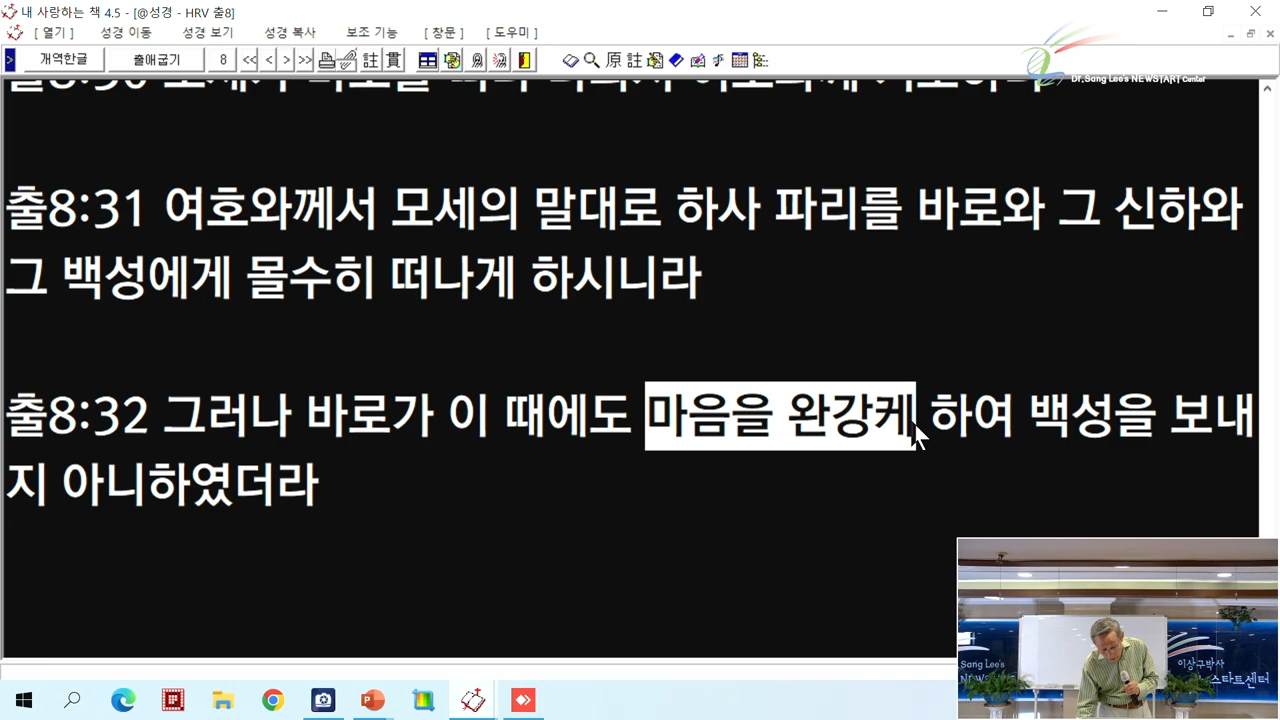 내 사랑하는 책 4.5 - [@성경 - HRV 출8]
[ 열기 ] 성경 이동 성경 보기 성경 복사 보조 기능 [ 창문 ] [ 도우미 ]
개역한글 출애굽기 8 << < > >> 註 貫 原 註
Dr.Sang Lee's NEWSTART Center
출8:31 여호와께서 모세의 말대로 하사 파리를 바로와 그 신하와
그 백성에게 몰수히 떠나게 하시니라
출8:32 그러나 바로가 이 때에도 마음을 완강케 하여 백성을 보내
지 아니하였더라
Sang Lee's
이상구박사
스타트센터